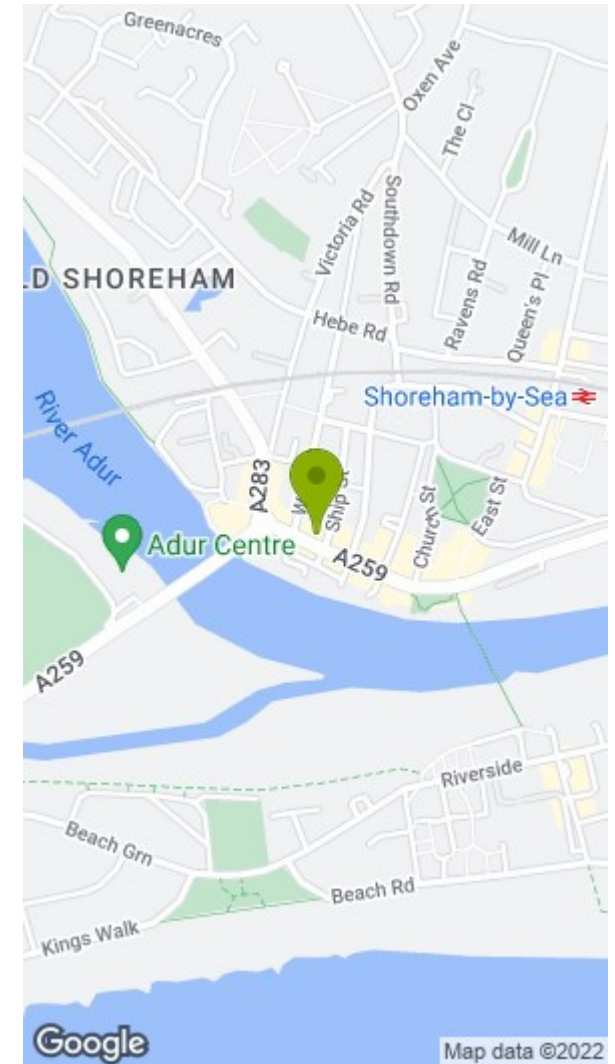 Greenacres
Oxen Ave
The Cl
Victoria Rd
Southdown Rd
Mill Ln
LD SHOREHAM
Ravens Rd
Queen's Pl
Hebe Rd
River Adur
Shoreham-by-Sea
A283
W
Ship St
Church St
East St
Adur Centre
A259
A259
Riverside
Beach Grn
Beach Rd
Kings Walk
Google
Map data ©2022